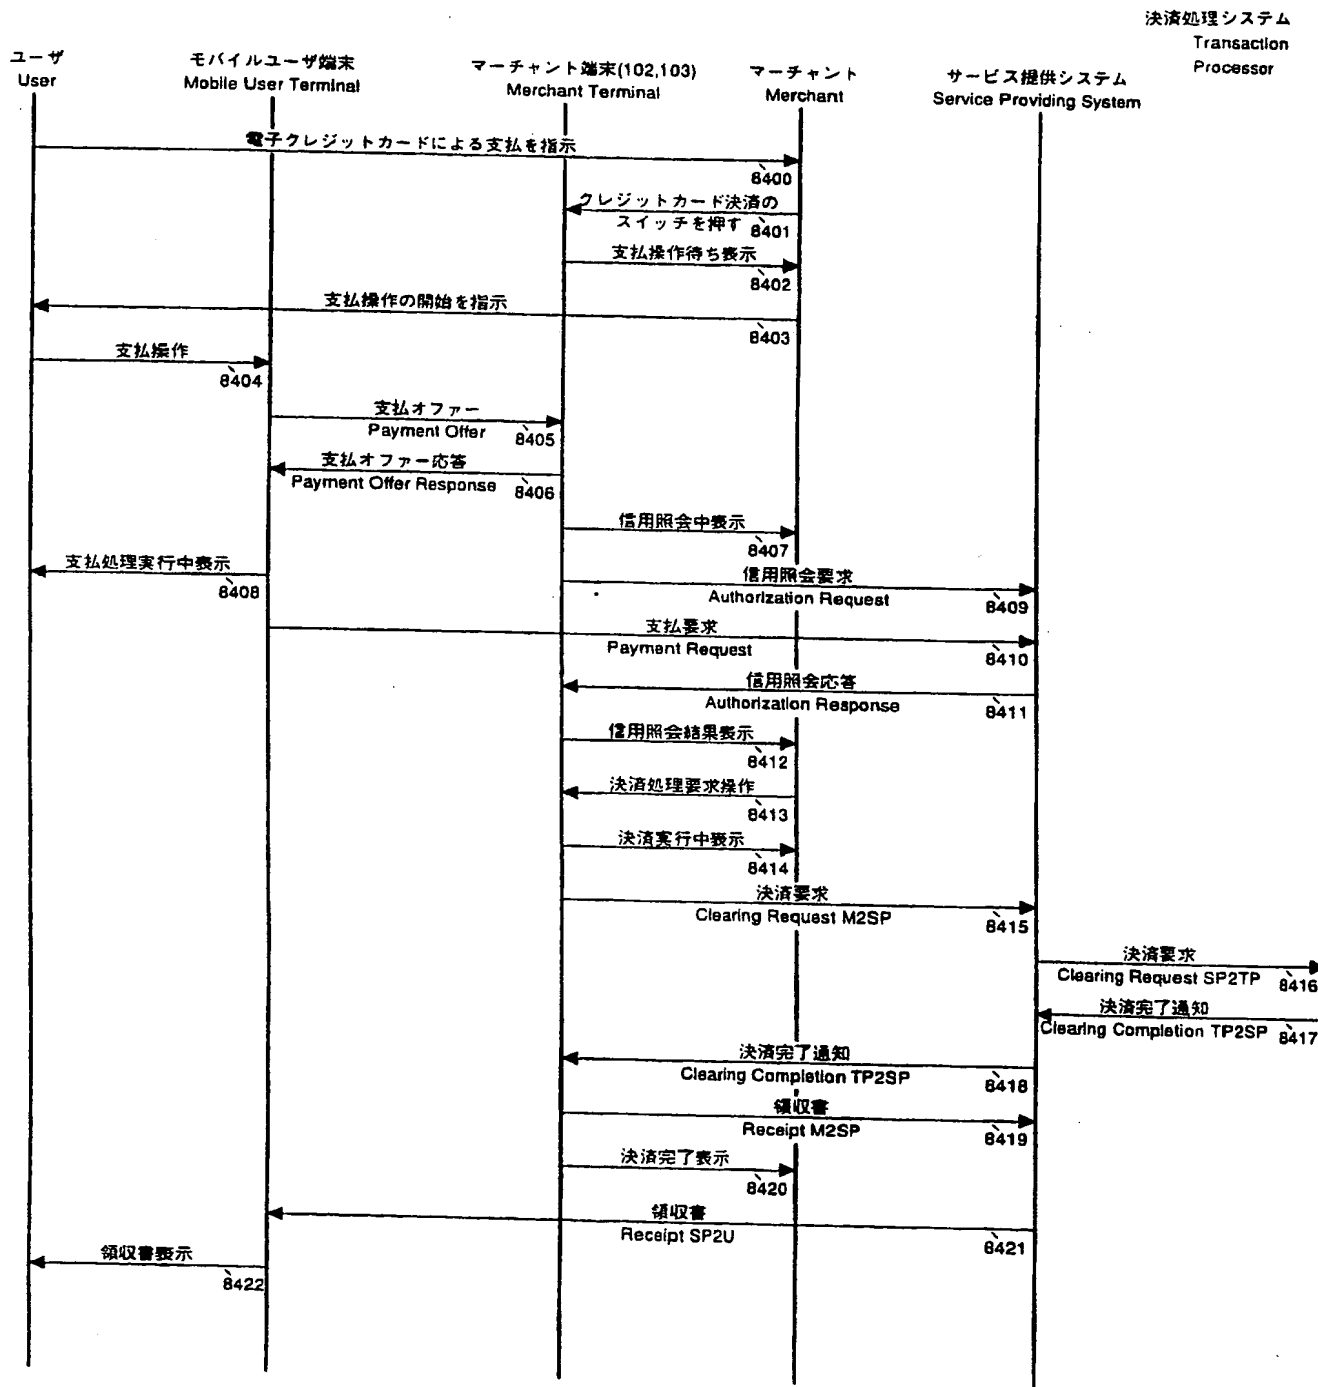 決済処理システム
Transaction
Processor
ユーザ
User
モバイルユーザ端末
Mobile User Terminal
マーチャント端末(102,103)
Merchant Terminal
マーチャント
Merchant
サービス提供システム
Service Providing System
電子クレジットカードによる支払を指示
8400
クレジットカード決済の
スイッチを押す
8401
支払操作待ち表示
8402
支払操作の開始を指示
8403
支払操作
8404
支払オファー
Payment Offer
8405
支払オファー応答
Payment Offer Response
8406
信用照会中表示
8407
支払処理実行中表示
8408
信用照会要求
Authorization Request
8409
支払要求
Payment Request
8410
信用照会応答
Authorization Response
8411
信用照会結果表示
8412
決済処理要求操作
8413
決済実行中表示
8414
決済要求
Clearing Request M2SP
8415
決済要求
Clearing Request SP2TP
8416
決済完了通知
Clearing Completion TP2SP
8417
決済完了通知
Clearing Completion TP2SP
8418
領収書
Receipt M2SP
8419
決済完了表示
8420
領収書
Receipt SP2U
8421
領収書表示
8422